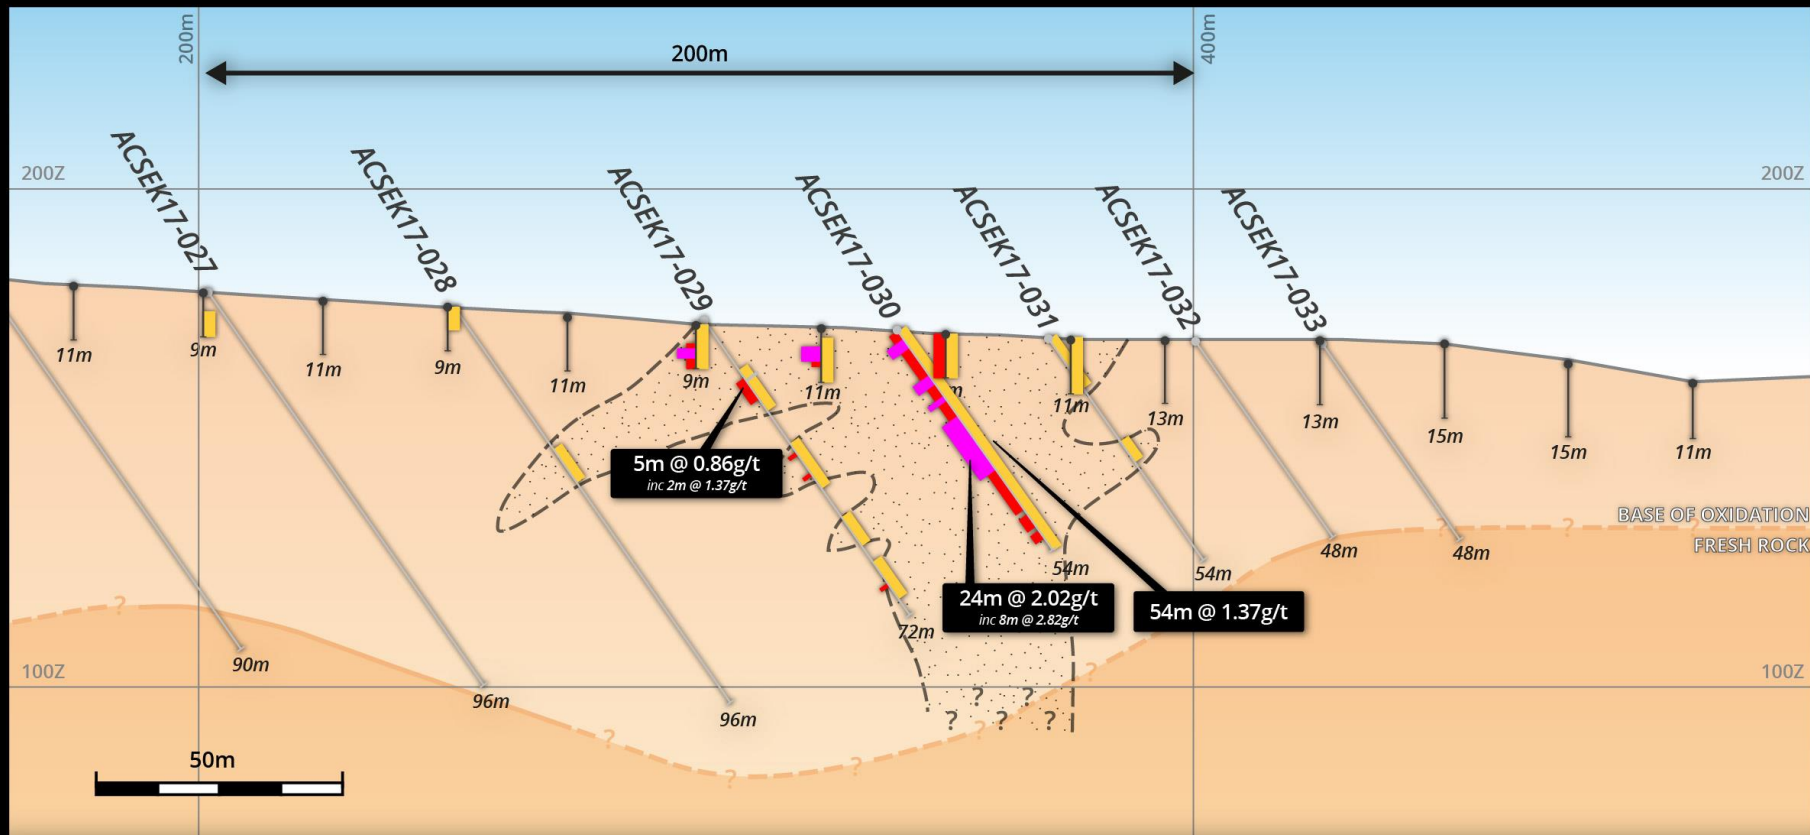 200m
400m
200m
200Z
200Z
ACSEK17-027
ACSEK17-028
ACSEK17-029
ACSEK17-030
ACSEK17-031
ACSEK17-032
ACSEK17-033
11m
9m
11m
9m
11m
9m
11m
11m
13m
13m
15m
15m
11m
5m @ 0.86g/t
inc 2m @ 1.37g/t
BASE OF OXIDATION
FRESH ROCK
48m
48m
54m
54m
24m @ 2.02g/t
inc 8m @ 2.82g/t
54m @ 1.37g/t
72m
90m
100Z
100Z
96m
96m
? ? ? ? ?
? ? ? ? ? ? ? ? ?
50m